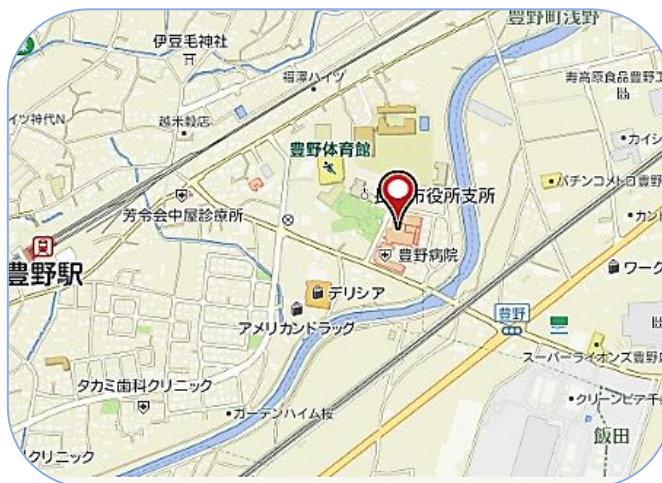 豊野町浅野
伊豆毛神社
福澤ハイツ
寿高原食品豊野工
イツ神代N
越米穀店
カイシ
豊野体育館
市役所支所
パチンコメトロ豊野
芳令会中屋診療所
カント
豊野病院
豊野駅
ワーク
デリシア
豊野
アメリカンドラッグ
スーパーライオンズ豊野店
タカミ歯科クリニック
クリーンピア千
ガーデンハイム桜
飯田
クリニック